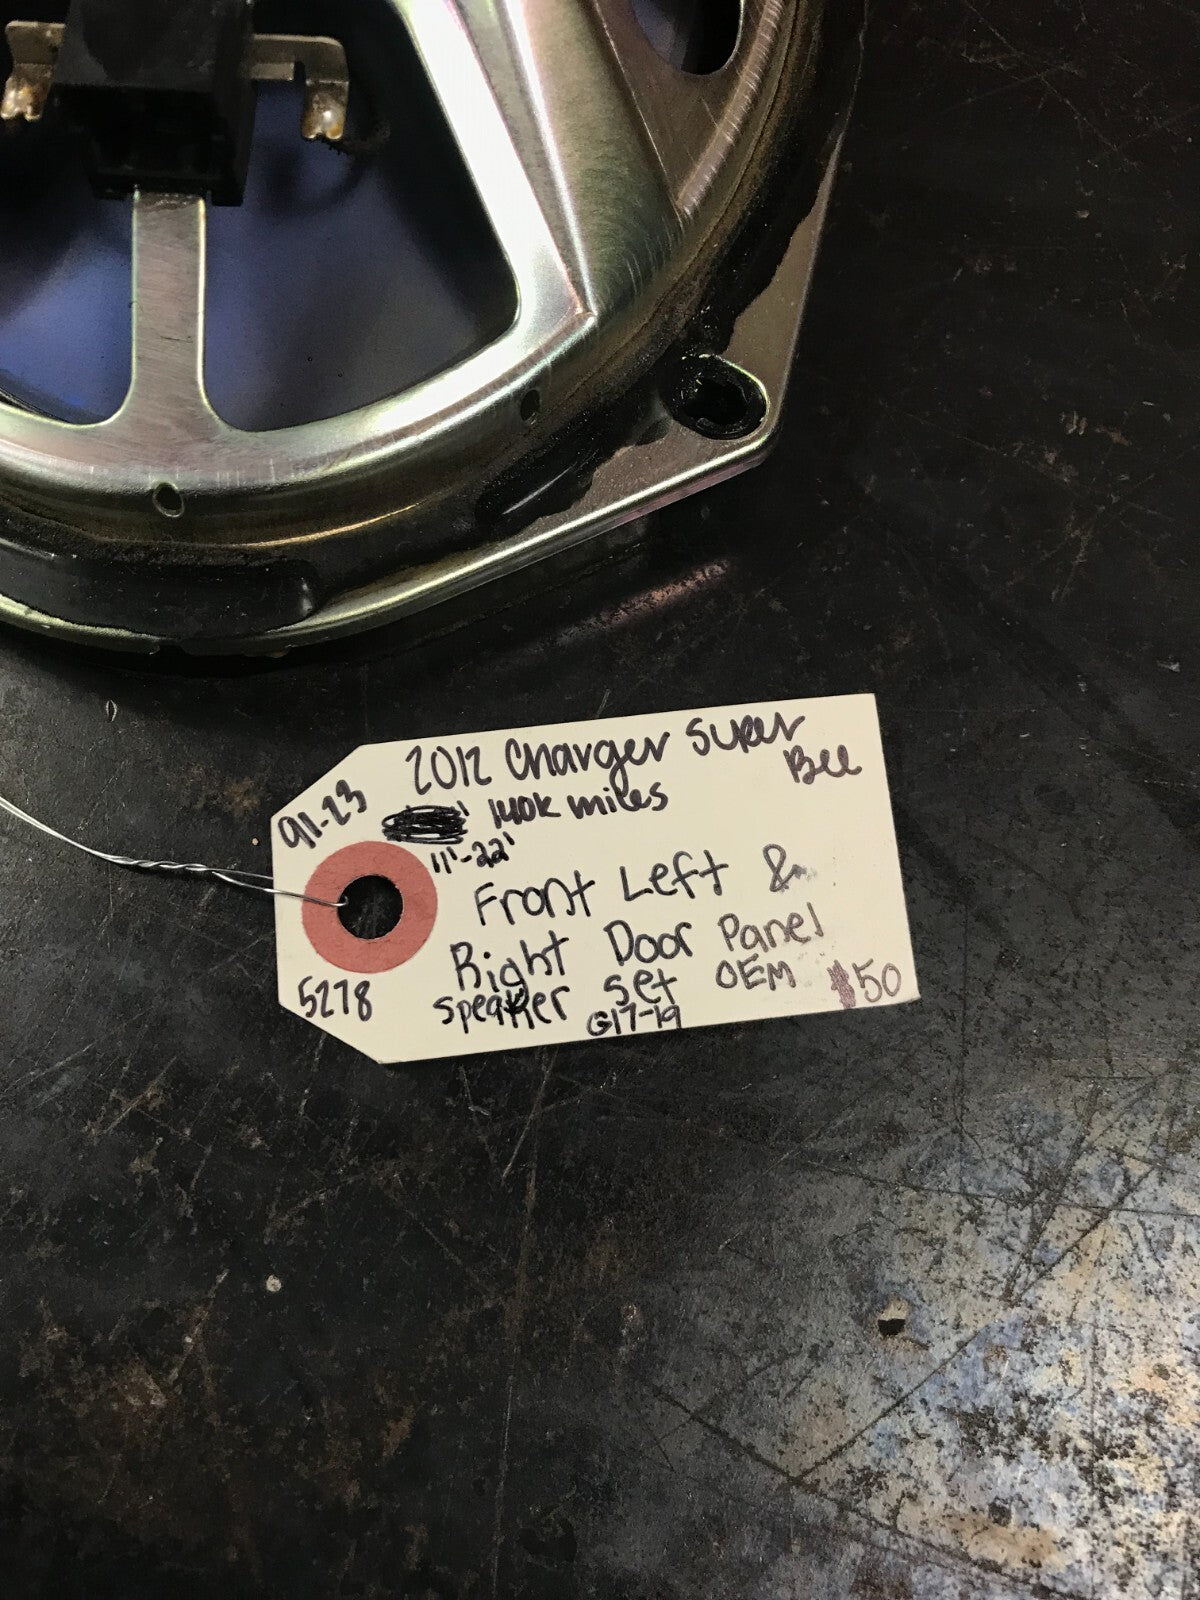 2012 Charger Super
Bee
91-23
140k miles
11'-22'
Front Left &
Right Door Panel
speaker set OEM $50
G17-19
5278